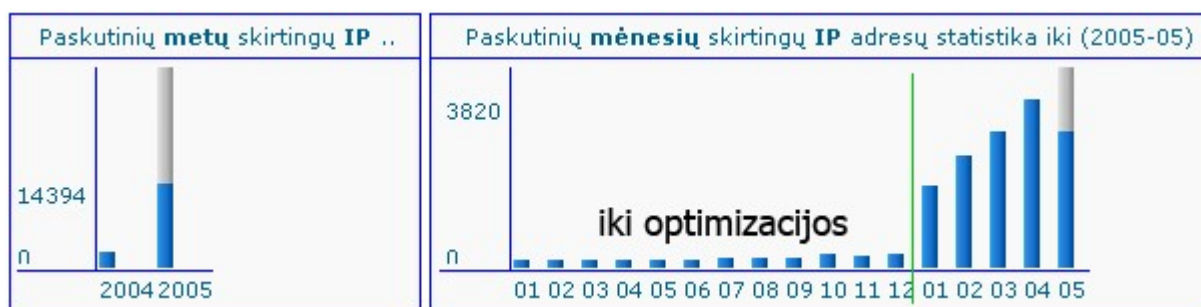 Paskutinių metų skirtingų IP ..
14394
0
2004 2005
Paskutinių mėnesių skirtingų IP adresų statistika iki (2005-05)
3820
iki optimizacijos
0
01 02 03 04 05 06 07 08 09 10 11 12 01 02 03 04 05